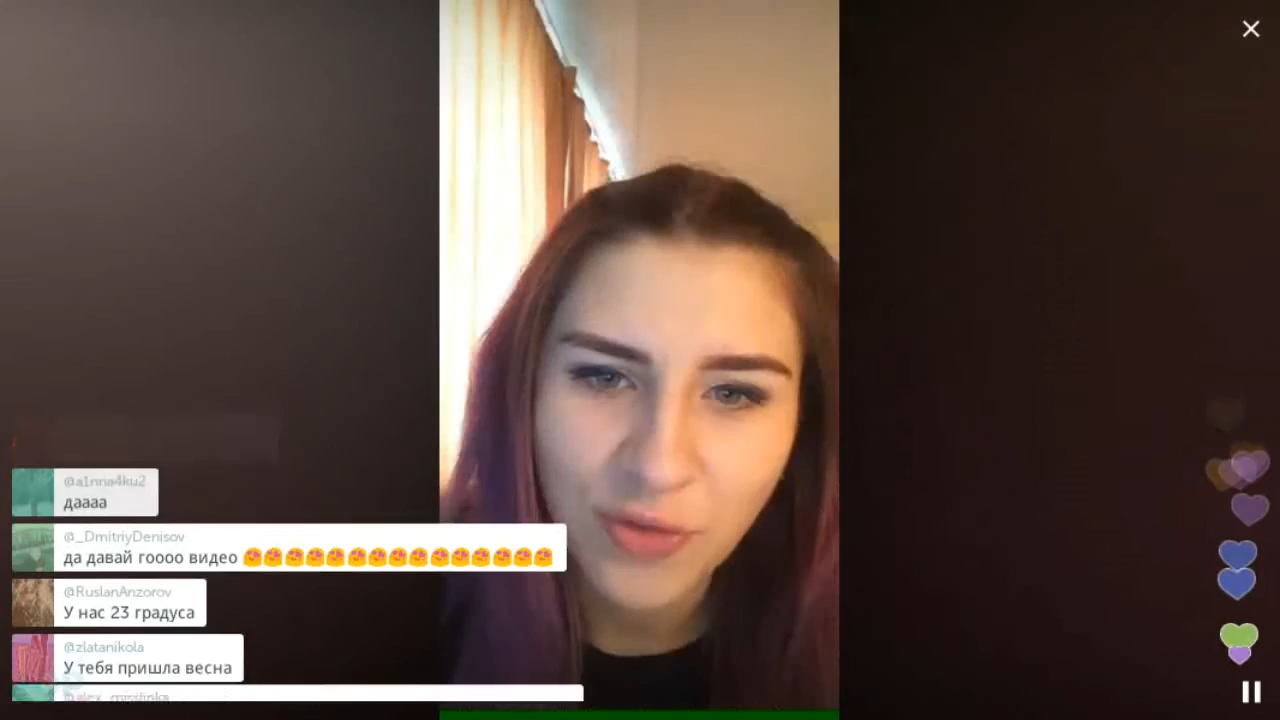 @a1nna4ku2
даааа
@_DmitriyDenisov
да давай гоооо видео 😍😍😍😍😍😍😍😍😍😍😍😍😍😍😍
@RuslanAnzorov
У нас 23 градуса
@zlatanikola
У тебя пришла весна